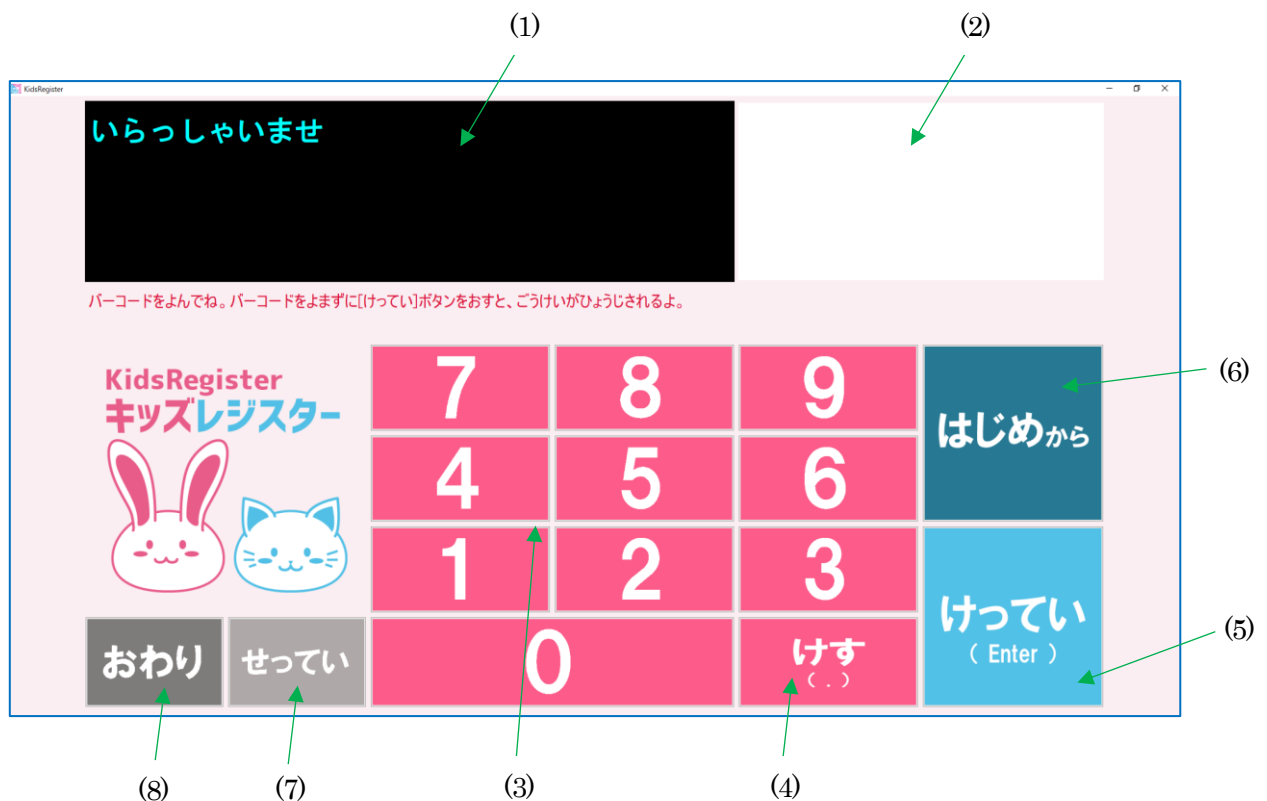 (1)
(2)
KidsRegister
いらっしゃいませ
バーコードをよんでね。バーコードをよまずに[けってい]ボタンをおすと、ごうけいがひょうじされるよ。
KidsRegister
キッズレジスター
7
8
9
はじめから
(6)
4
5
6
1
2
3
けってい
( Enter )
(5)
おわり
せってい
0
けす
( . )
(8)
(7)
(3)
(4)